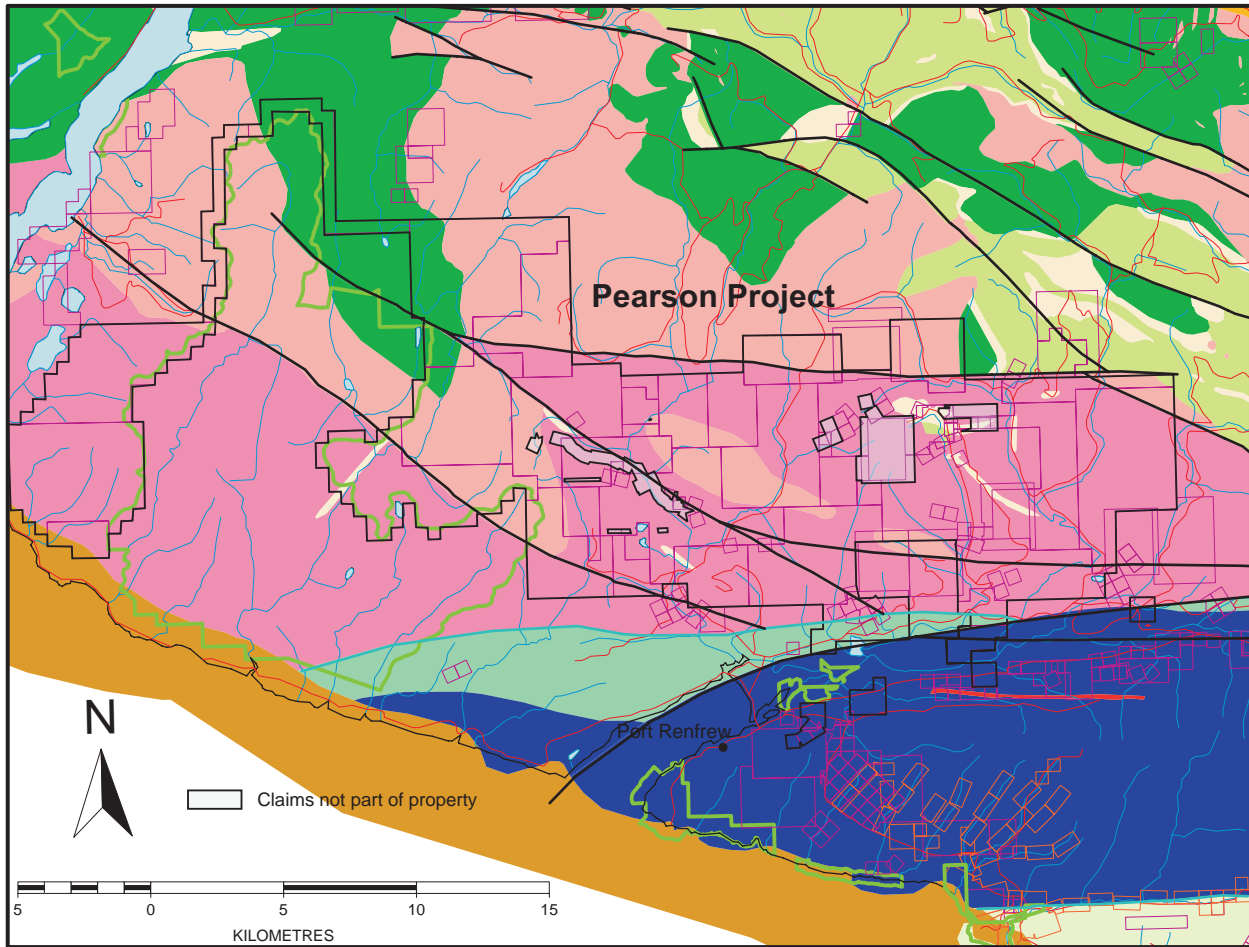 Pearson Project
Port Renfrew
N
Claims not part of property
5 0 5 10 15
KILOMETRES